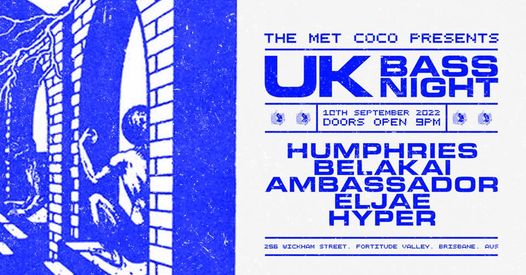 THE MET COCO PRESENTS
UK BASS NIGHT
10TH SEPTEMBER 2022
DOORS OPEN 9PM
HUMPHRIES
BELAKAI
AMBASSADOR
ELJAE
HYPER
256 WICKHAM STREET, FORTITUDE VALLEY, BRISBANE, AUS